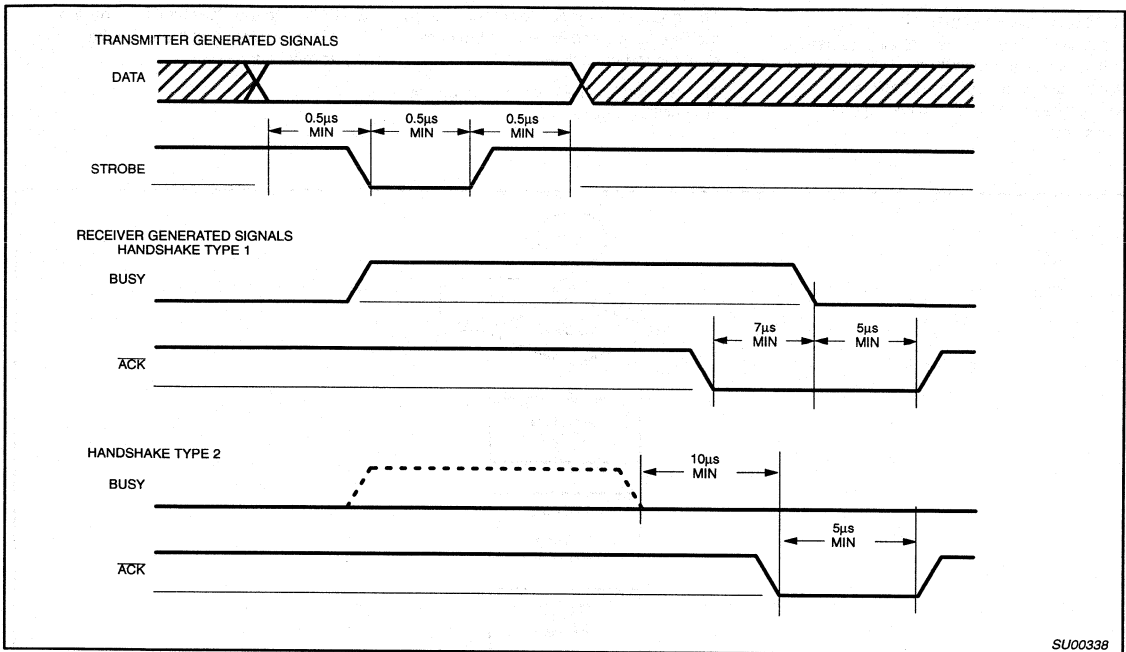 TRANSMITTER GENERATED SIGNALS
DATA
0.5µs
MIN
0.5µs
MIN
0.5µs
MIN
STROBE
RECEIVER GENERATED SIGNALS
HANDSHAKE TYPE 1
BUSY
7µs
MIN
5µs
MIN
ACK
HANDSHAKE TYPE 2
10µs
MIN
BUSY
5µs
MIN
ACK
SU00338